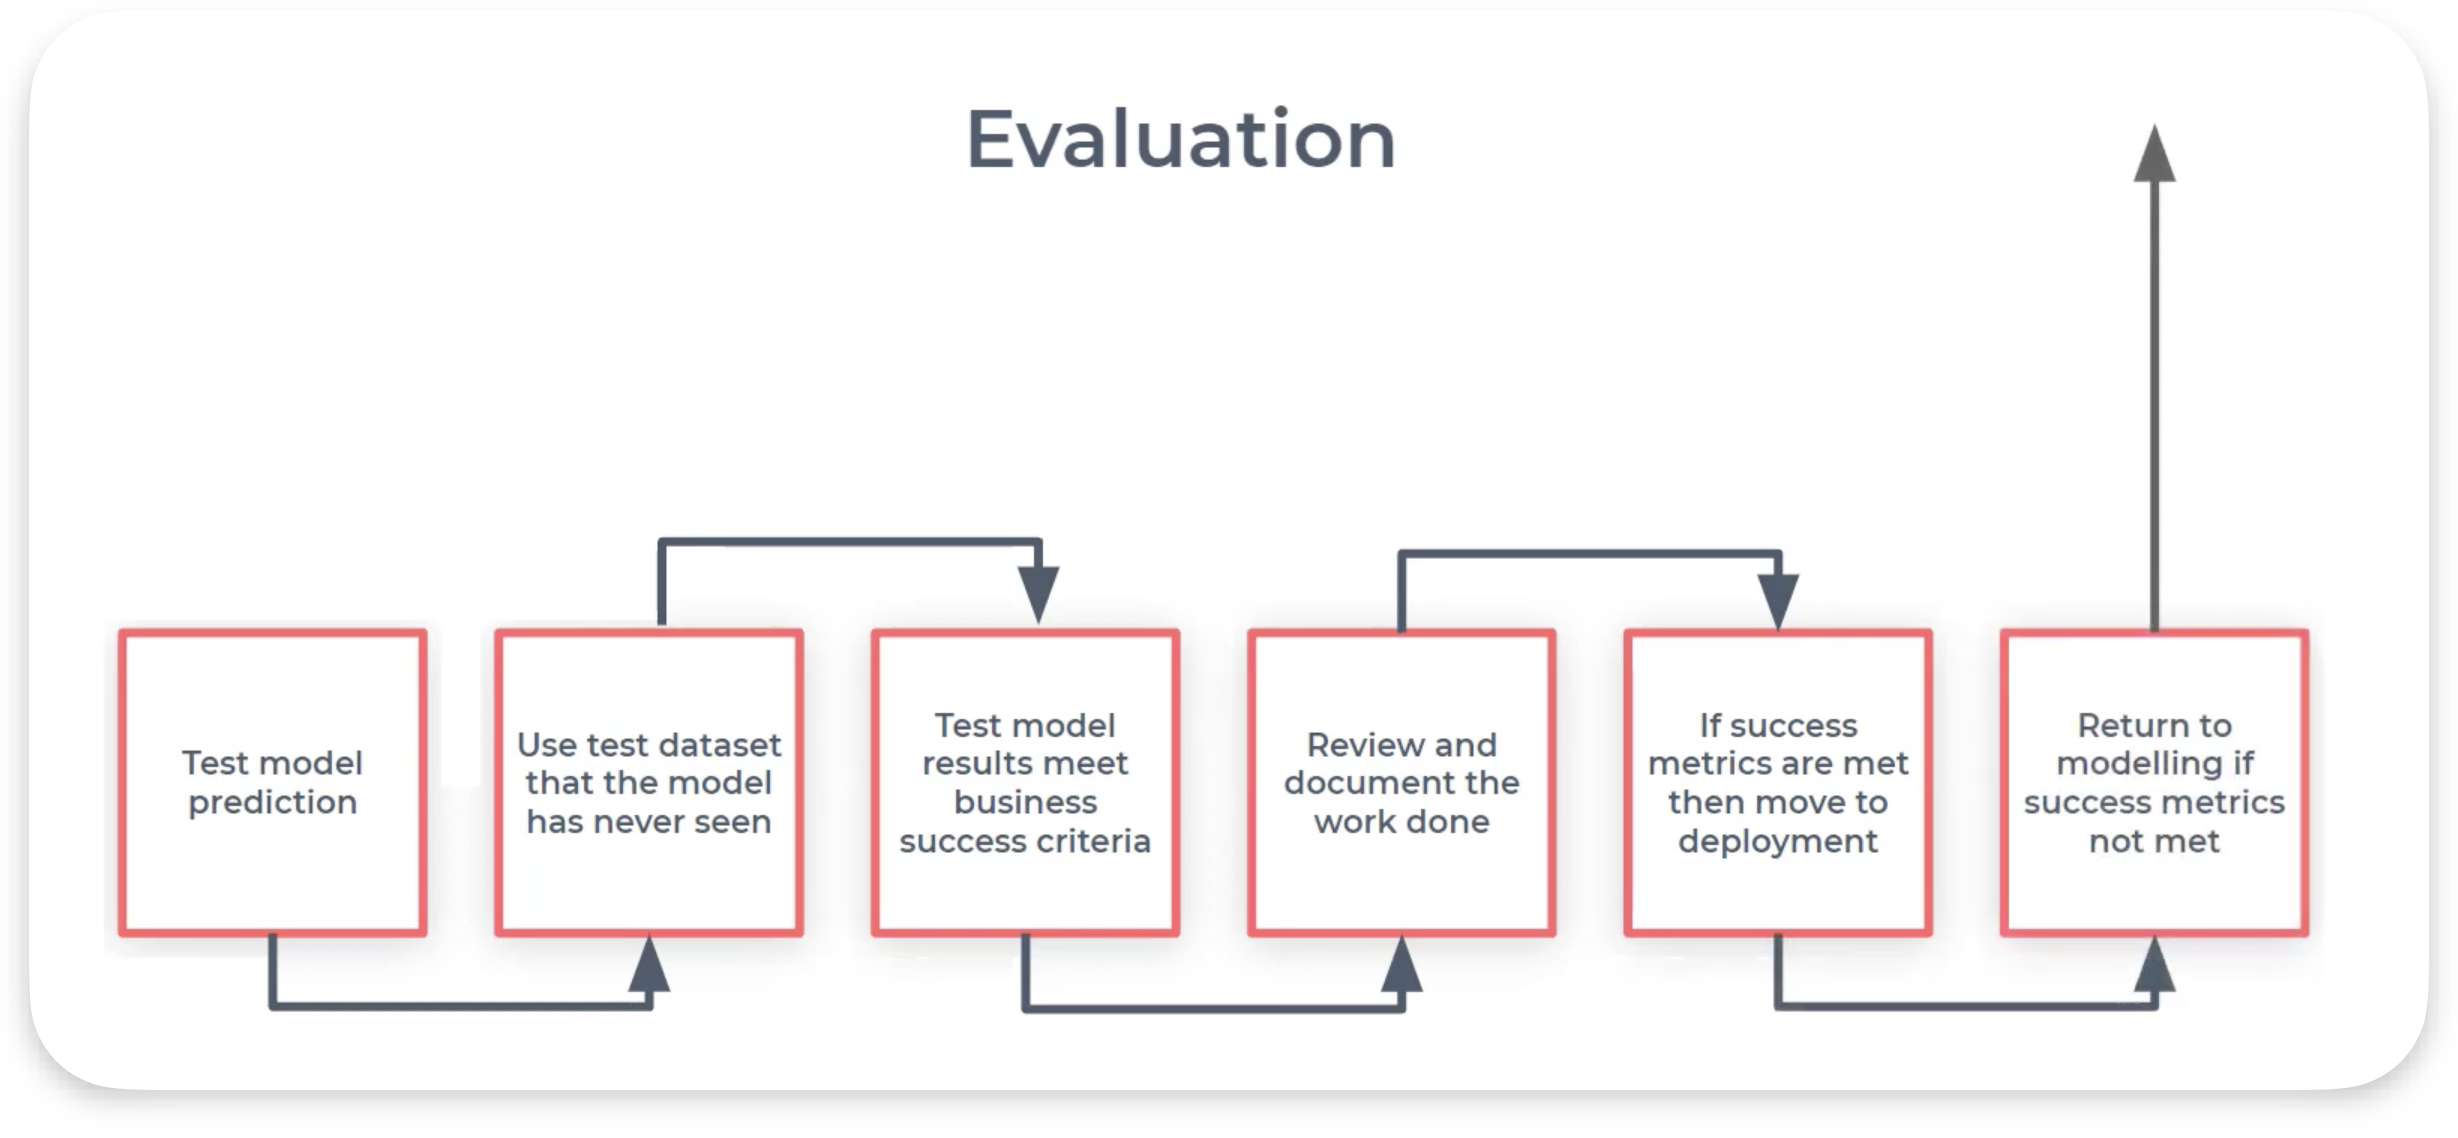 Evaluation
Test model
prediction
Use test dataset
that the model
has never seen
Test model
results meet
business
success criteria
Review and
document the
work done
If success
metrics are met
then move to
deployment
Return to
modelling if
success metrics
not met